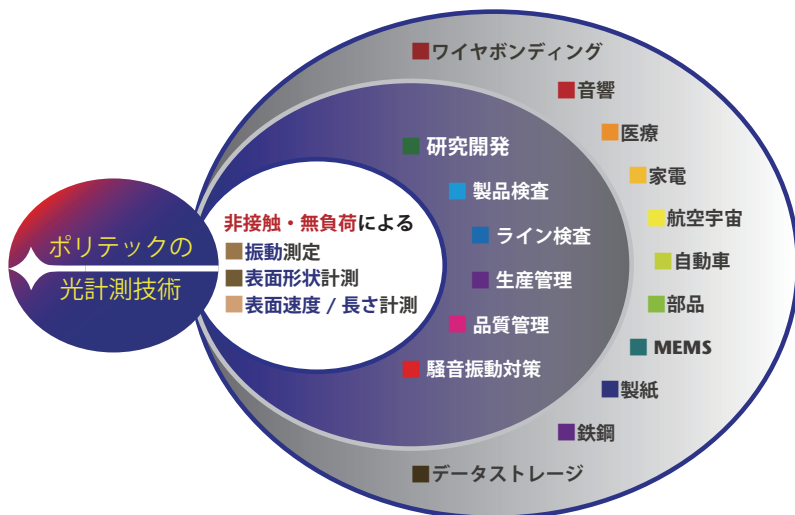 ポリテックの
光計測技術
非接触・無負荷による
振動測定
表面形状計測
表面速度 / 長さ計測
研究開発
製品検査
ライン検査
生産管理
品質管理
騒音振動対策
ワイヤボンディング
音響
医療
家電
航空宇宙
自動車
部品
MEMS
製紙
鉄鋼
データストレージ